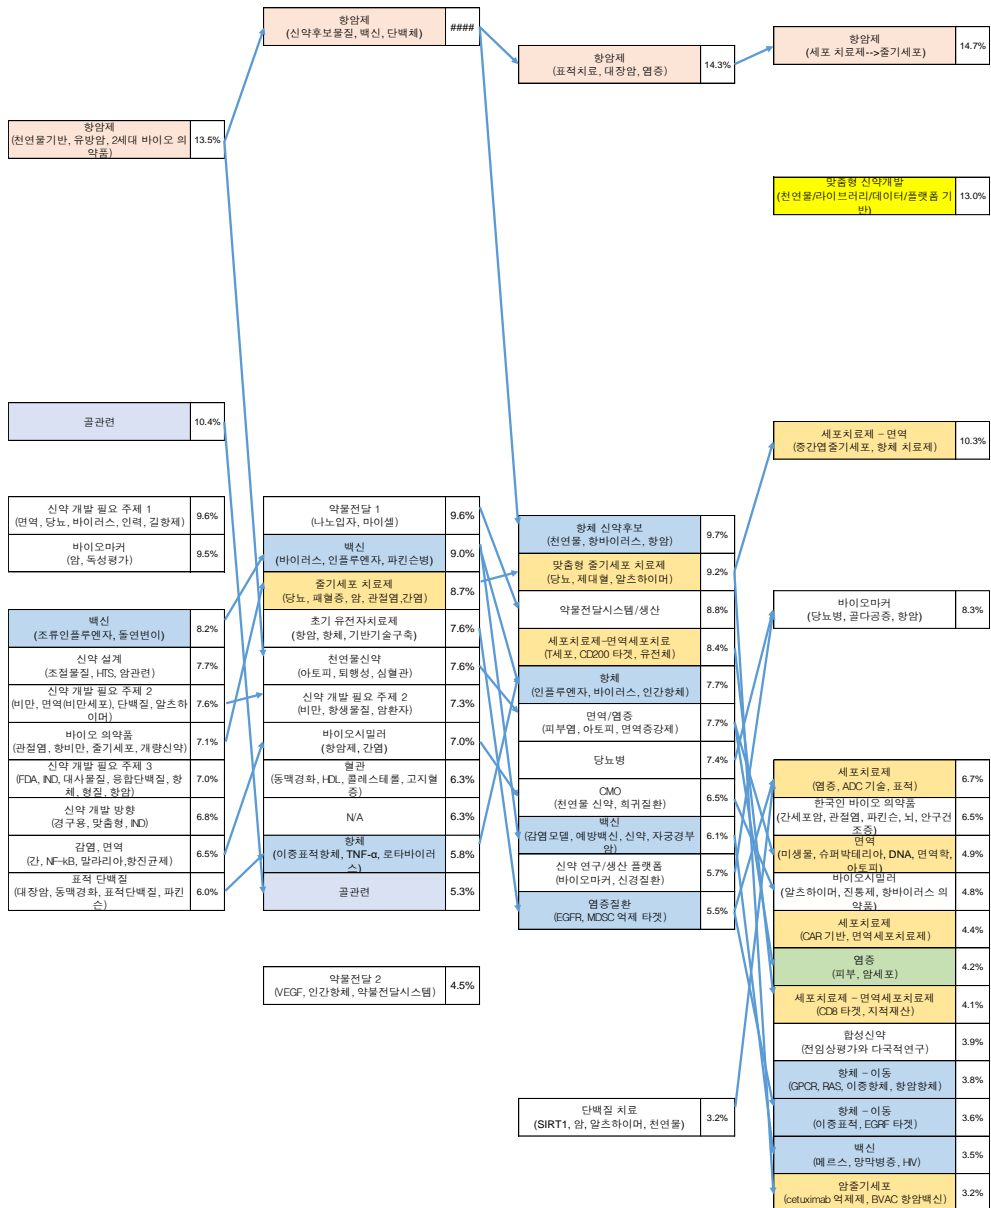 항암제
(천연물기반, 유방암, 2세대 바이오 의
약품)
13.5%
골관련
10.4%
신약 개발 필요 주제 1
(면역, 당뇨, 바이러스, 인력, 길항제)
9.6%
바이오마커
(암, 독성평가)
9.5%
백신
(조류인플루엔자, 돌연변이)
8.2%
신약 설계
(조절물질, HTS, 암관련)
7.7%
신약 개발 필요 주제 2
(비만, 면역(비만세포), 단백질, 알츠하
이머)
7.6%
바이오 의약품
(관절염, 항비만, 줄기세포, 개량신약)
7.1%
신약 개발 필요 주제 3
(FDA, IND, 대사물질, 융합단백질, 항
체, 형질, 항암)
7.0%
신약 개발 방향
(경구용, 맞춤형, IND)
6.8%
감염, 면역
(간, NF-kB, 말라리아,항진균제)
6.5%
표적 단백질
(대장암, 동맥경화, 표적단백질, 파킨
슨)
6.0%
항암제
(신약후보물질, 백신, 단백체)
####
약물전달 1
(나노입자, 마이셀)
9.6%
백신
(바이러스, 인플루엔자, 파킨슨병)
9.0%
줄기세포 치료제
(당뇨, 패혈증, 암, 관절염,간염)
8.7%
초기 유전자치료제
(항암, 항체, 기반기술구축)
7.6%
천연물신약
(아토피, 퇴행성, 심혈관)
7.6%
신약 개발 필요 주제 2
(비만, 항생물질, 암환자)
7.3%
바이오시밀러
(항암제, 간염)
7.0%
혈관
(동맥경화, HDL, 콜레스테롤, 고지혈
증)
6.3%
N/A
6.3%
항체
(이중표적항체, TNF-α, 로타바이러
스)
5.8%
골관련
5.3%
약물전달 2
(VEGF, 인간항체, 약불전달시스템)
4.5%
항암제
(표적치료, 대장암, 염증)
14.3%
항체 신약후보
(천연물, 항바이러스, 항암)
9.7%
맞춤형 줄기세포 치료제
(당뇨, 제대혈, 알츠하이머)
9.2%
약물전달시스템/생산
8.8%
세포치료제-면역세포치료
(T세포, CD200 타겟, 유전체)
8.4%
항체
(인플루엔자, 바이러스, 인간항체)
7.7%
면역/염증
(피부염, 아토피, 면역증강제)
7.7%
당뇨병
7.4%
CMO
(천연물 신약, 희귀질환)
6.5%
백신
(감염모델, 예방백신, 신약, 자궁경부
암)
6.1%
신약 연구/생산 플랫폼
(바이오마커, 신경질환)
5.7%
염증질환
(EGFR, MDSC 억제 타겟)
5.5%
단백질 치료
(SIRT1, 암, 알츠하이머, 천연물)
3.2%
항암제
(세포 치료제-->줄기세포)
14.7%
맞춤형 신약개발
(천연물/라이브러리/데이터/플랫폼 기
반)
13.0%
세포치료제 - 면역
(중간엽줄기세포, 항체 치료제)
10.3%
바이오마커
(당뇨병, 골다공증, 항암)
8.3%
세포치료제
(염증, ADC 기술, 표적)
6.7%
한국인 바이오 의약품
(간세포암, 관절염, 파킨슨, 뇌, 안구건
조증)
6.5%
면역
(미생물, 슈퍼박테리아, DNA, 면역학,
아토피)
4.9%
바이오시밀러
(알츠하이머, 진통제, 항바이러스 의
약품)
4.8%
세포치료제
(CAR 기반, 면역세포치료제)
4.4%
염증
(피부, 암세포)
4.2%
세포치료제 - 면역세포치료제
(CD8 타겟, 지적재산)
4.1%
합성신약
(전임상평가와 다국적연구)
3.9%
항체 - 이동
(GPCR, RAS, 이중항체, 항암항체)
3.8%
항체 - 이동
(이중표적, EGRF 타겟)
3.6%
백신
(메르스, 망막병증, HIV)
3.5%
암줄기세포
(cetuximab 억제제, BVAC 항암백신)
3.2%